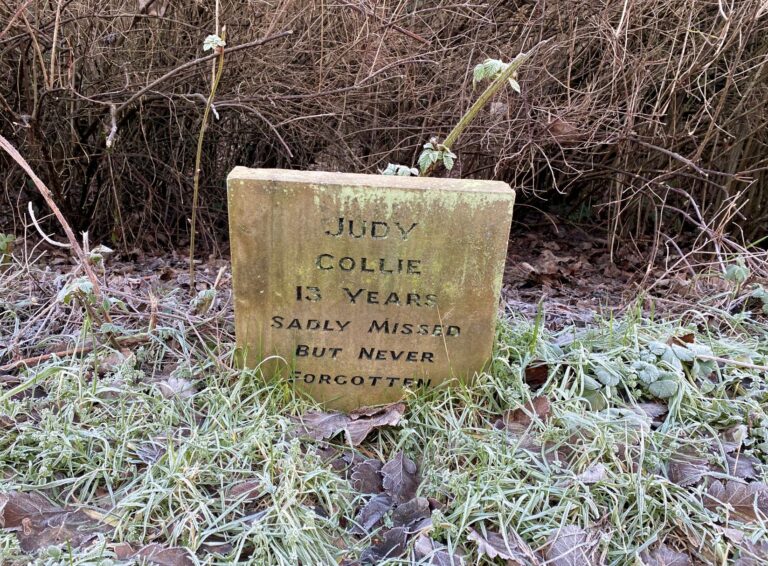 JUDY
COLLIE
13 YEARS
SADLY MISSED
BUT NEVER
FORGOTTEN